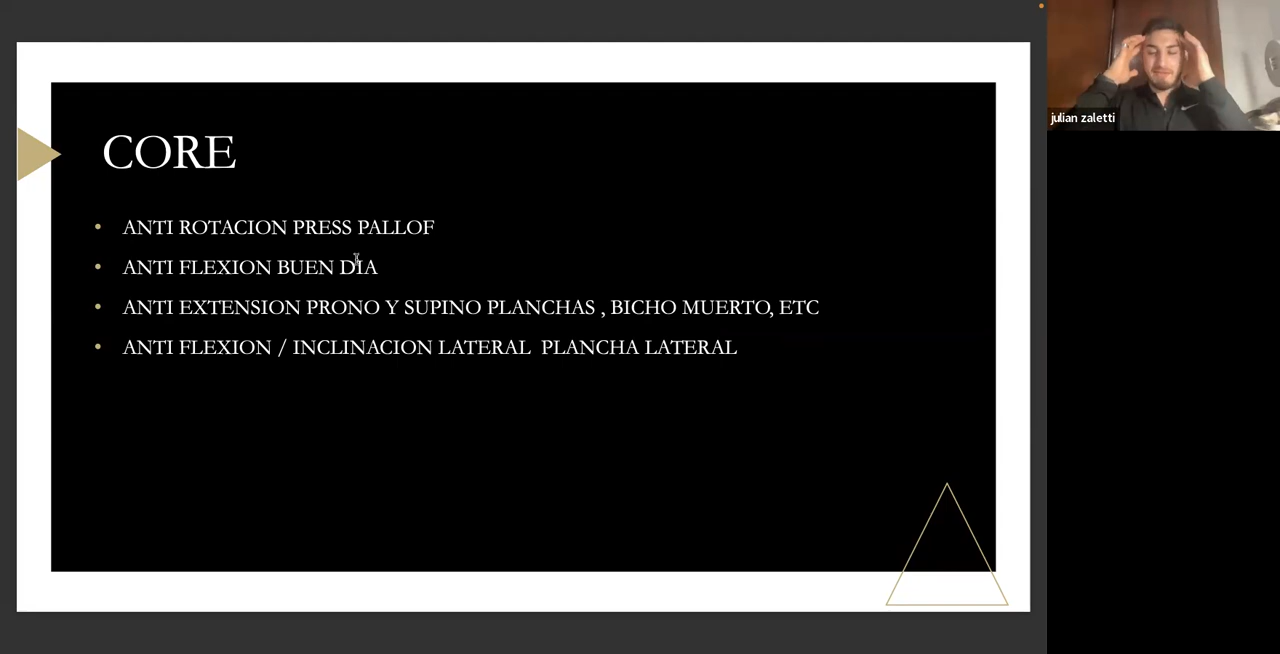 CORE
ANTI ROTACION PRESS PALLOF
ANTI FLEXION BUEN DIA
ANTI EXTENSION PRONO Y SUPINO PLANCHAS , BICHO MUERTO, ETC
ANTI FLEXION / INCLINACION LATERAL PLANCHA LATERAL
julian zaletti